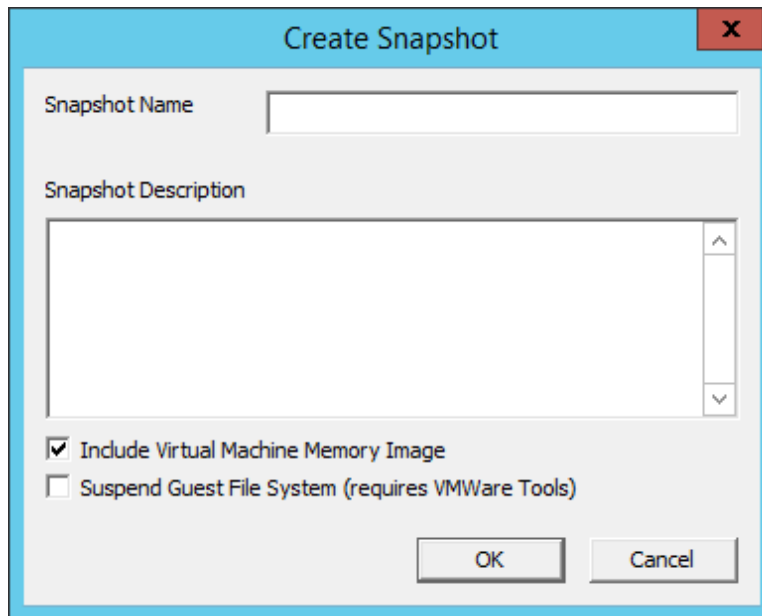 Create Snapshot
x
Snapshot Name
Snapshot Description
Include Virtual Machine Memory Image
Suspend Guest File System (requires VMWare Tools)
OK Cancel